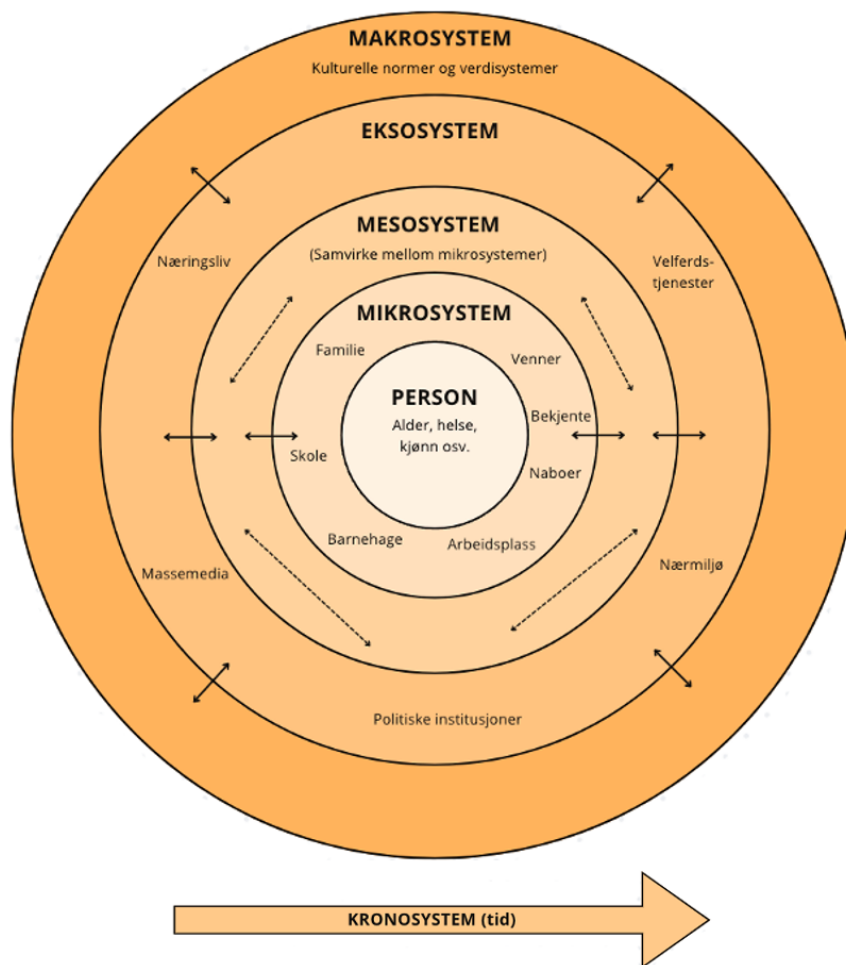 MAKROSYSTEM
Kulturelle normer og verdisystemer
EKSOSYSTEM
MESOSYSTEM
(Samvirke mellom mikrosystemer)
Næringsliv
Velferds-
tjenester
MIKROSYSTEM
Familie
Venner
PERSON
Alder, helse,
kjønn osv.
Bekjente
Skole
Naboer
Barnehage
Arbeidsplass
Massemedia
Nærmiljø
Politiske institusjoner
KRONOSYSTEM (tid)